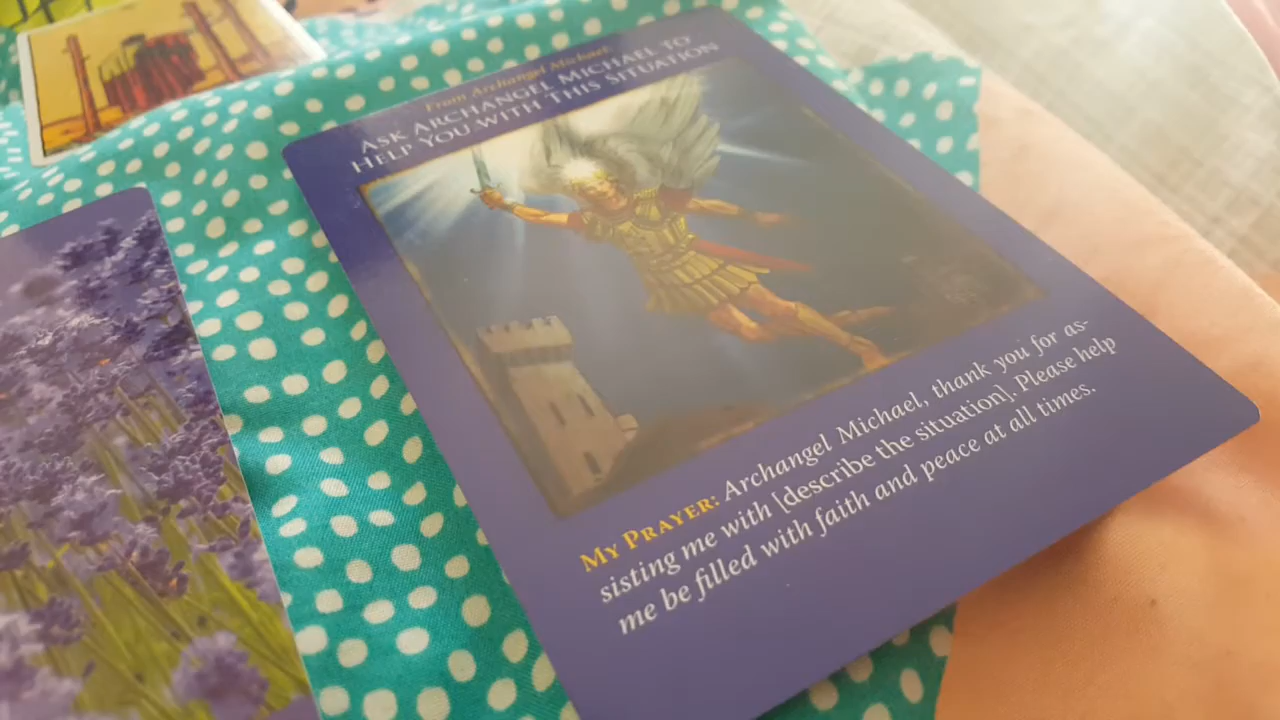 From Archangel Michael:
ASK ARCHANGEL MICHAEL TO
HELP YOU WITH THIS SITUATION
MY PRAYER: Archangel Michael, thank you for as-
sisting me with [describe the situation]. Please help
me be filled with faith and peace at all times.